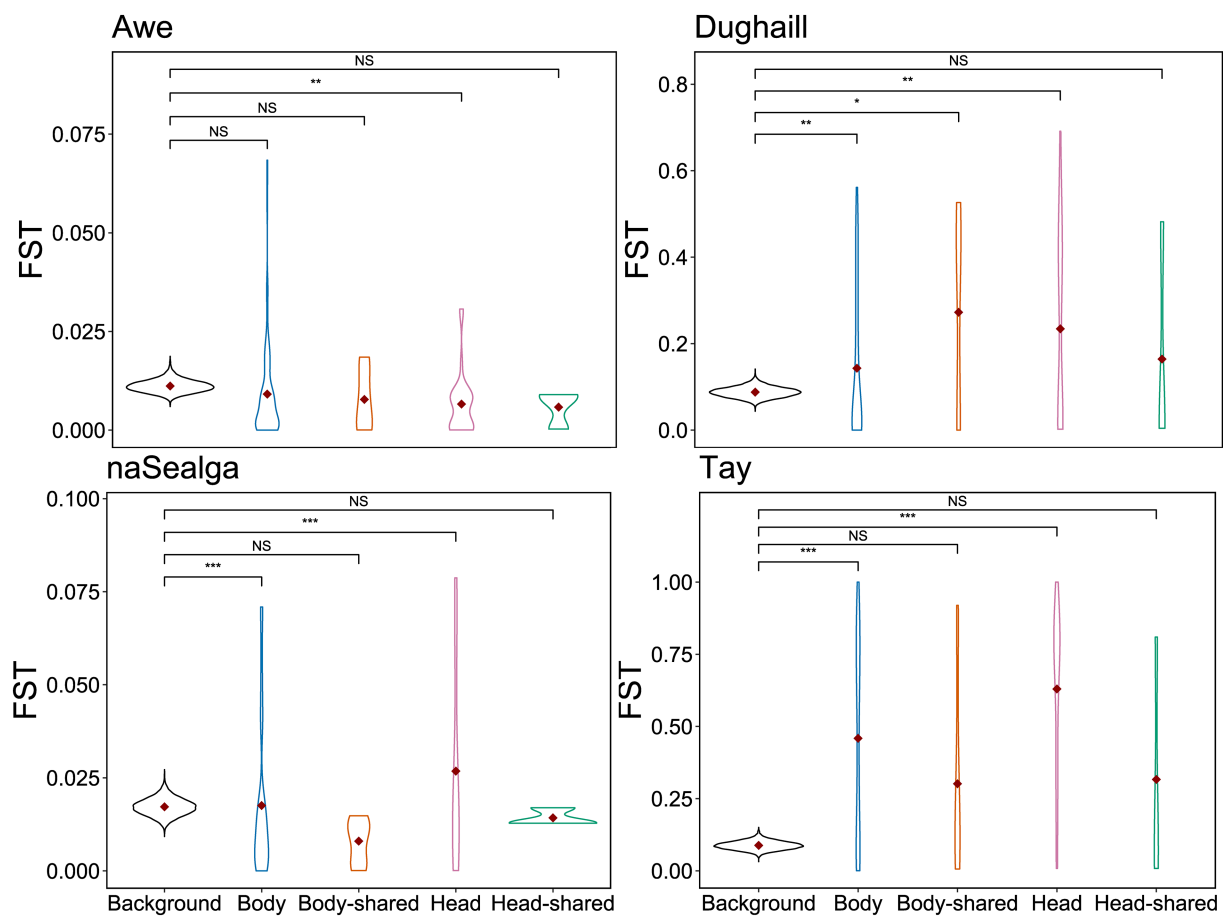 Awe
Dughaill
NS
**
NS
NS
FST
0.075
0.050
0.025
0.000
NS
**
*
**
FST
0.8
0.6
0.4
0.2
0.0
naSealga
Tay
NS
***
NS
***
FST
0.100
0.075
0.050
0.025
0.000
Background Body Body-shared Head Head-shared
NS
***
NS
***
FST
1.00
0.75
0.50
0.25
0.00
Background Body Body-shared Head Head-shared